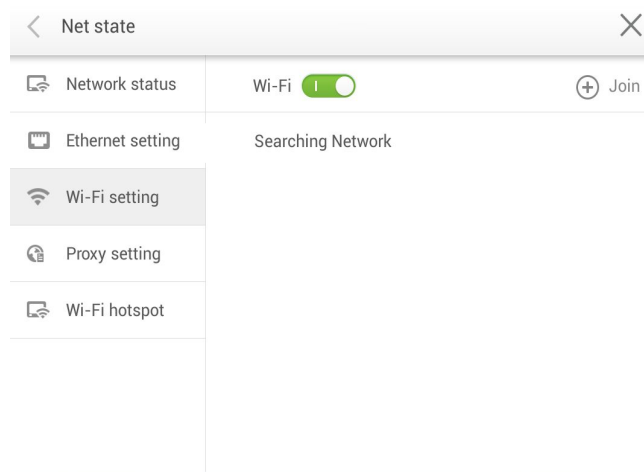 Net state
Network status
Ethernet setting
Wi-Fi setting
Proxy setting
Wi-Fi hotspot
Wi-Fi
Join
Searching Network